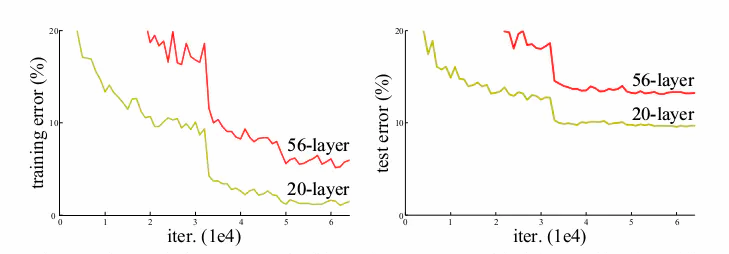 20
10
0
training error (%)
56-layer
20-layer
0 1 2 3 4 5 6
iter. (1e4)
20
10
0
test error (%)
56-layer
20-layer
0 1 2 3 4 5 6
iter. (1e4)